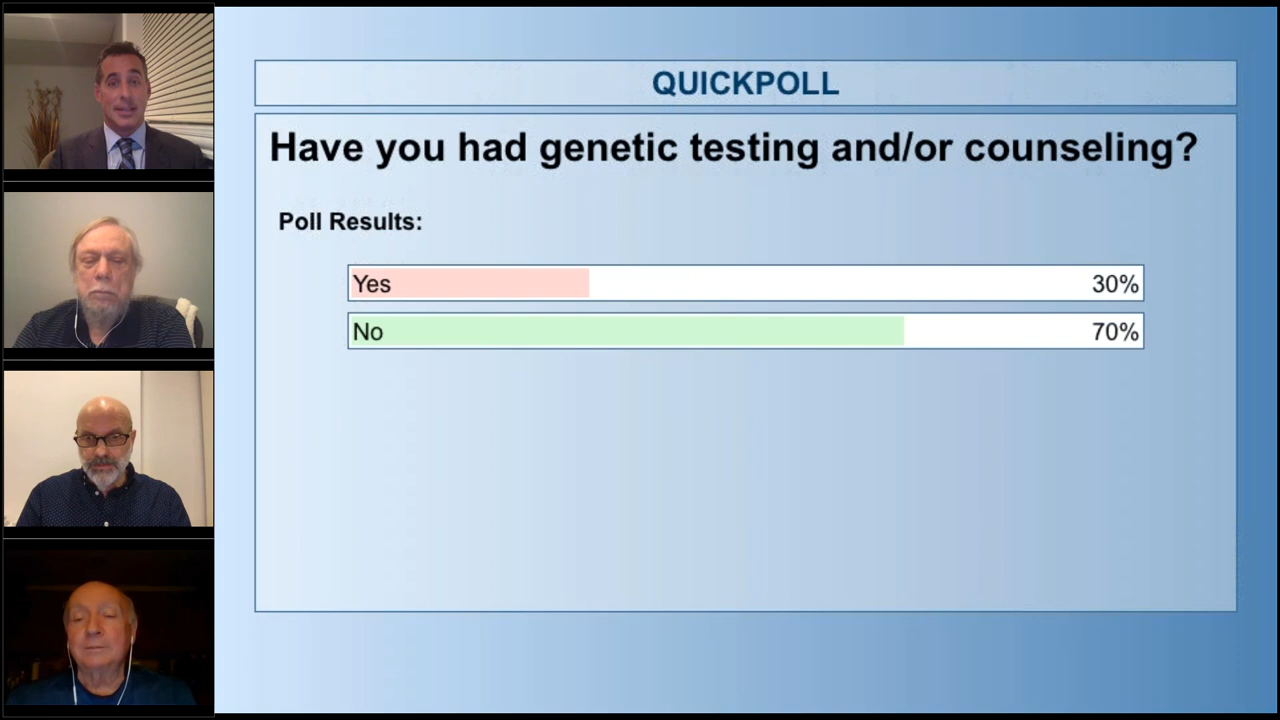 QUICKPOLL
Have you had genetic testing and/or counseling?
Poll Results:
Yes 30%
No 70%